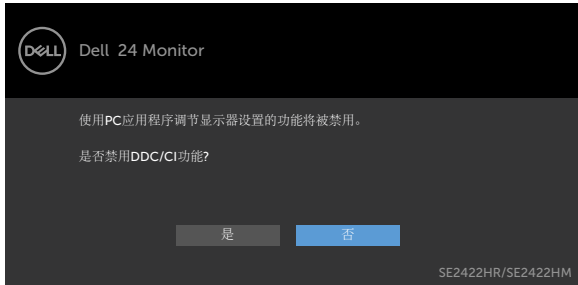 DELL
Dell 24 Monitor
使用PC应用程序调节显示器设置的功能将被禁用。
是否禁用DDC/CI功能?
是
否
SE2422HR/SE2422HM